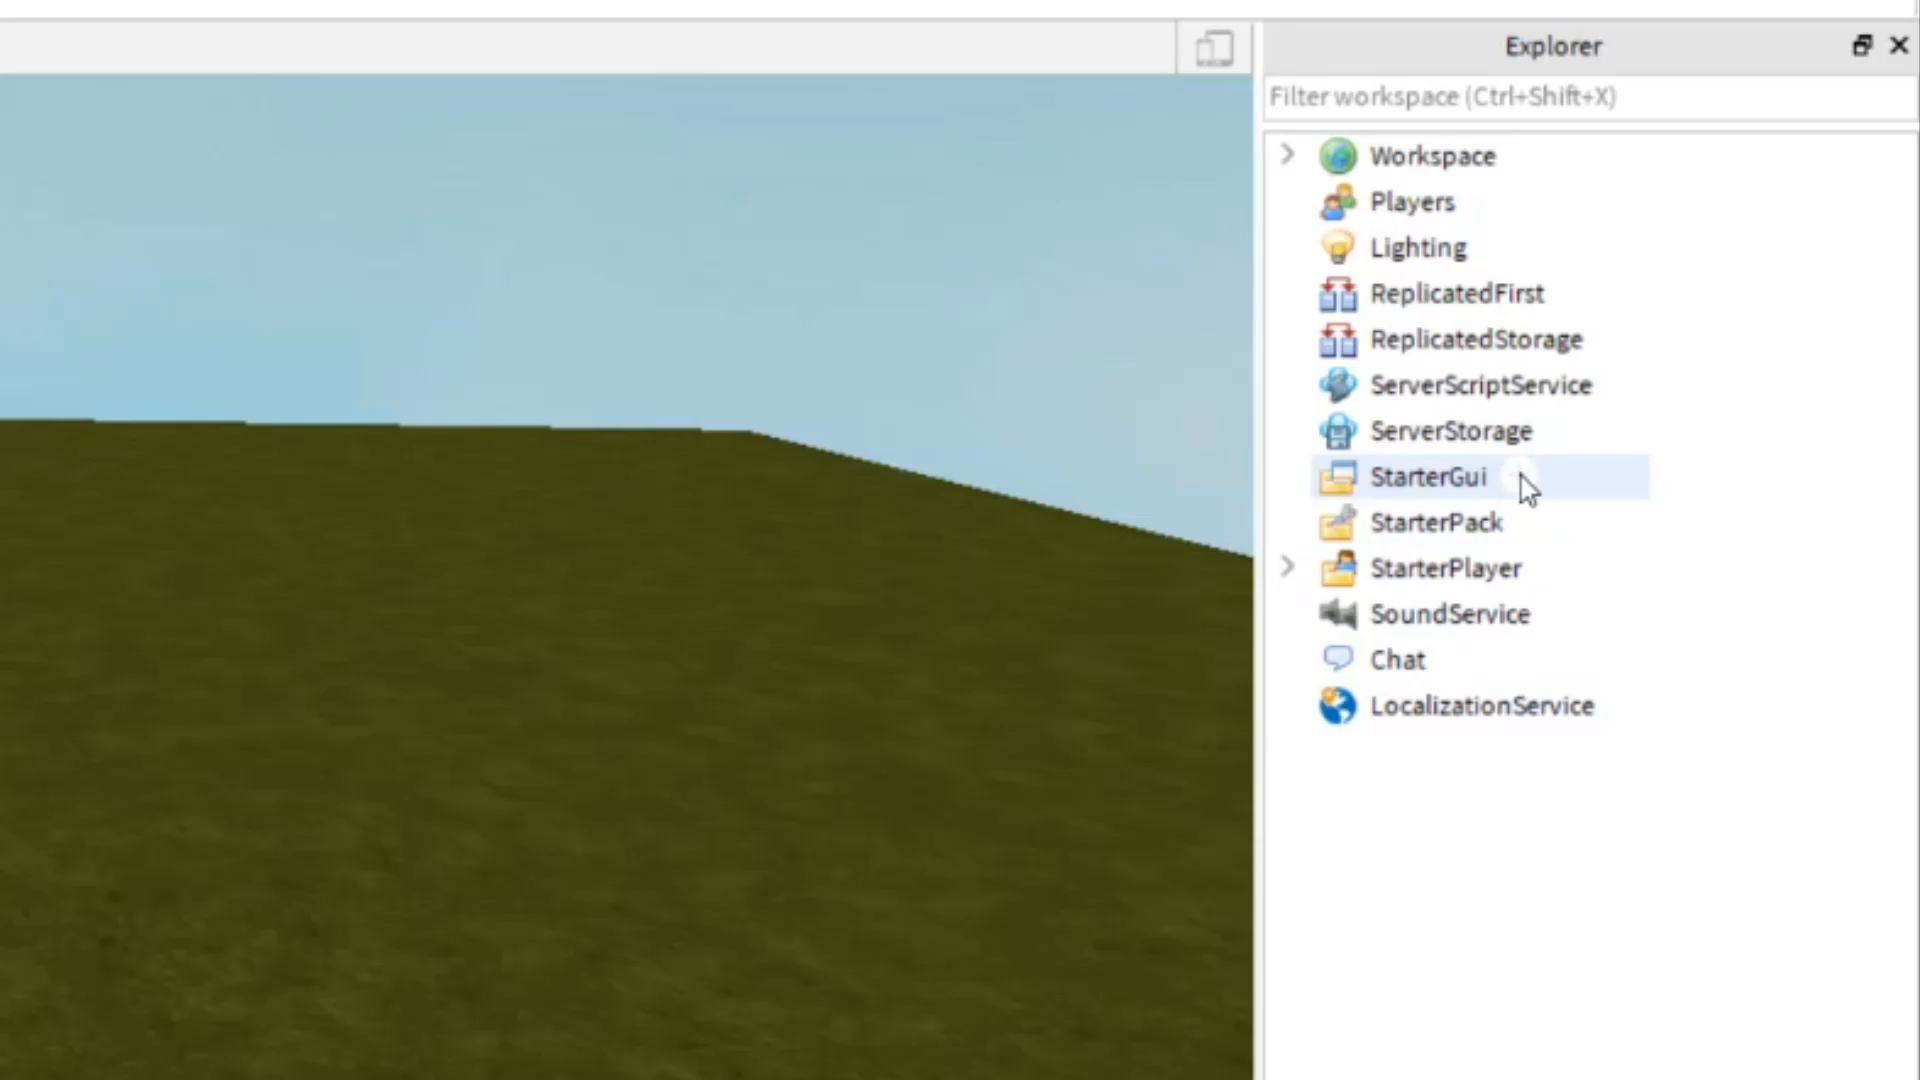 Explorer
Filter workspace (Ctrl+Shift+X)
Workspace
Players
Lighting
ReplicatedFirst
ReplicatedStorage
ServerScriptService
ServerStorage
StarterGui
StarterPack
StarterPlayer
SoundService
Chat
LocalizationService